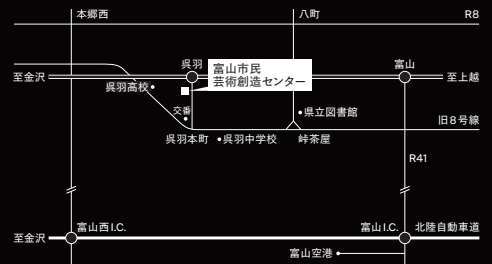 本郷西
八町
R8
呉羽
富山市民
芸術創造センター
富山
至金沢
至上越
呉羽高校
交番
県立図書館
旧8号線
呉羽本町
呉羽中学校
峠茶屋
R41
富山西I.C.
富山I.C.
北陸自動車道
至金沢
富山空港